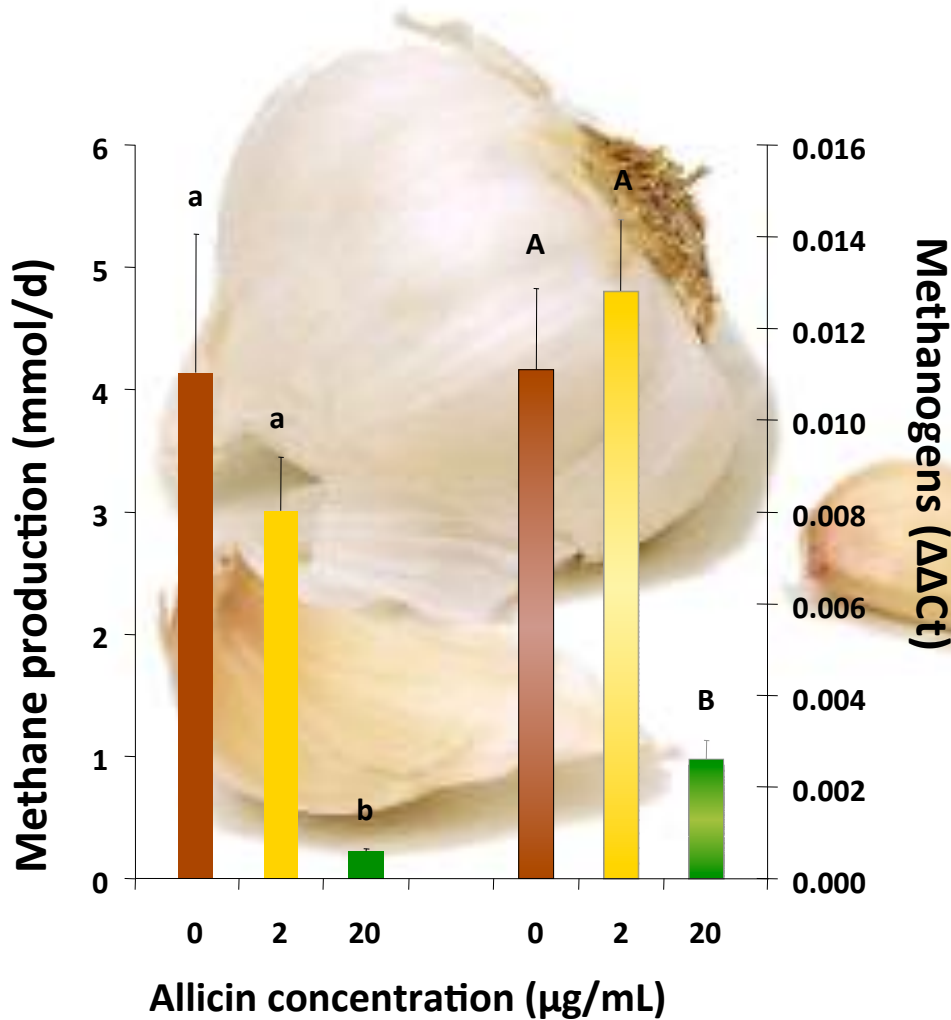 Methane production (mmol/d)
6
5
4
3
2
1
0
a
a
b
A
A
B
0.016
0.014
0.012
0.010
0.008
0.006
0.004
0.002
0.000
Methanogens (ΔΔCt)
0 2 20 0 2 20
Allicin concentration (μg/mL)